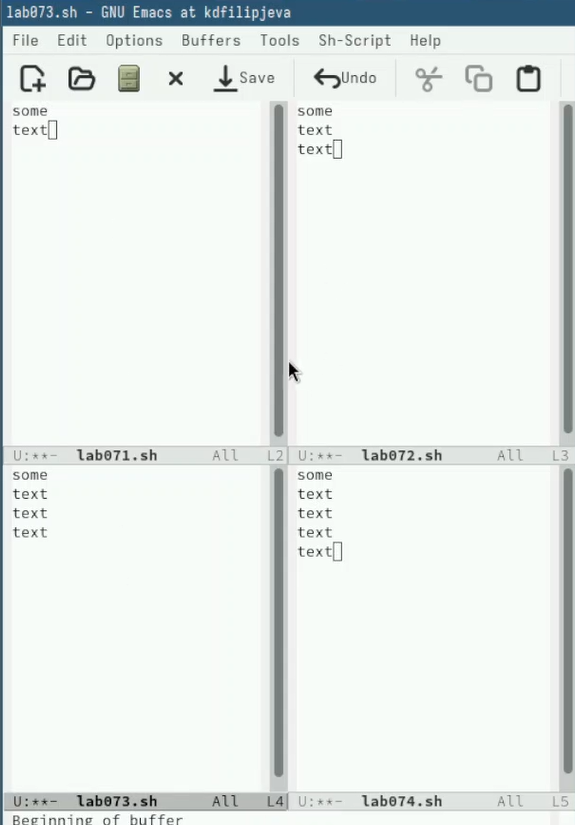 lab073.sh - GNU Emacs at kdfilipjeva
File Edit Options Buffers Tools Sh-Script Help
Save Undo
some
text
some
text
text
U:**- lab071.sh All L2
U:**- lab072.sh All L3
some
text
text
text
some
text
text
text
text
U:**- lab073.sh All L4
U:**- lab074.sh All L5
Beginning of buffer